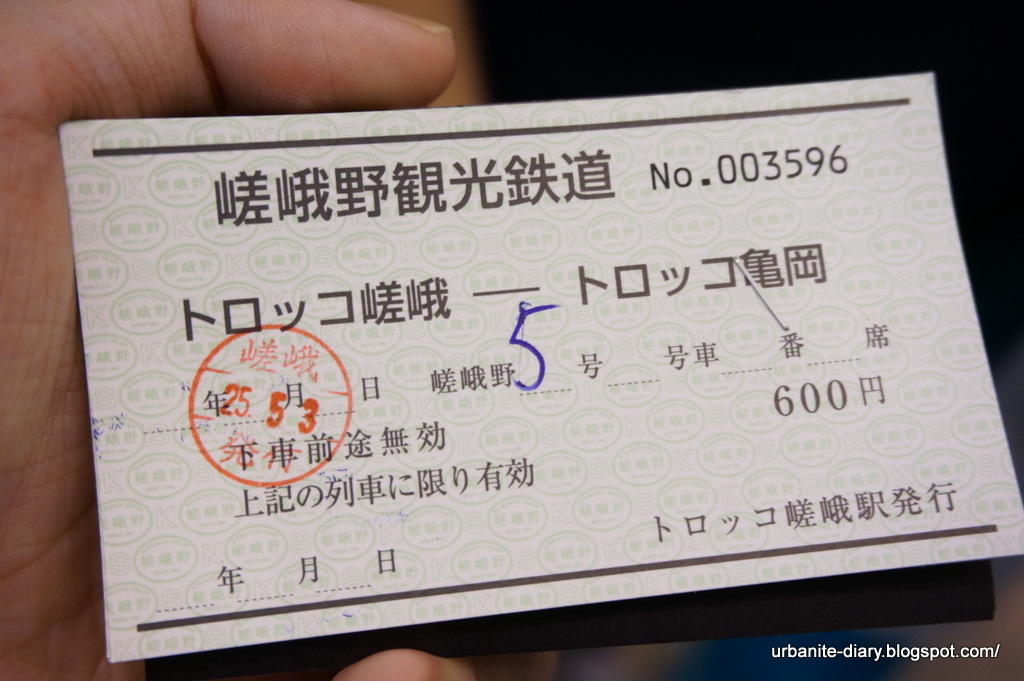 嵯峨野観光鉄道 No.003596
トロッコ嵯峨 ― トロッコ亀岡
年 月 日 嵯峨野 5 号 号車 番 席
嵯峨
25. 5 3
発行
600円
下車前途無効
上記の列車に限り有効
トロッコ嵯峨駅発行
年 月 日
urbanite-diary.blogspot.com/